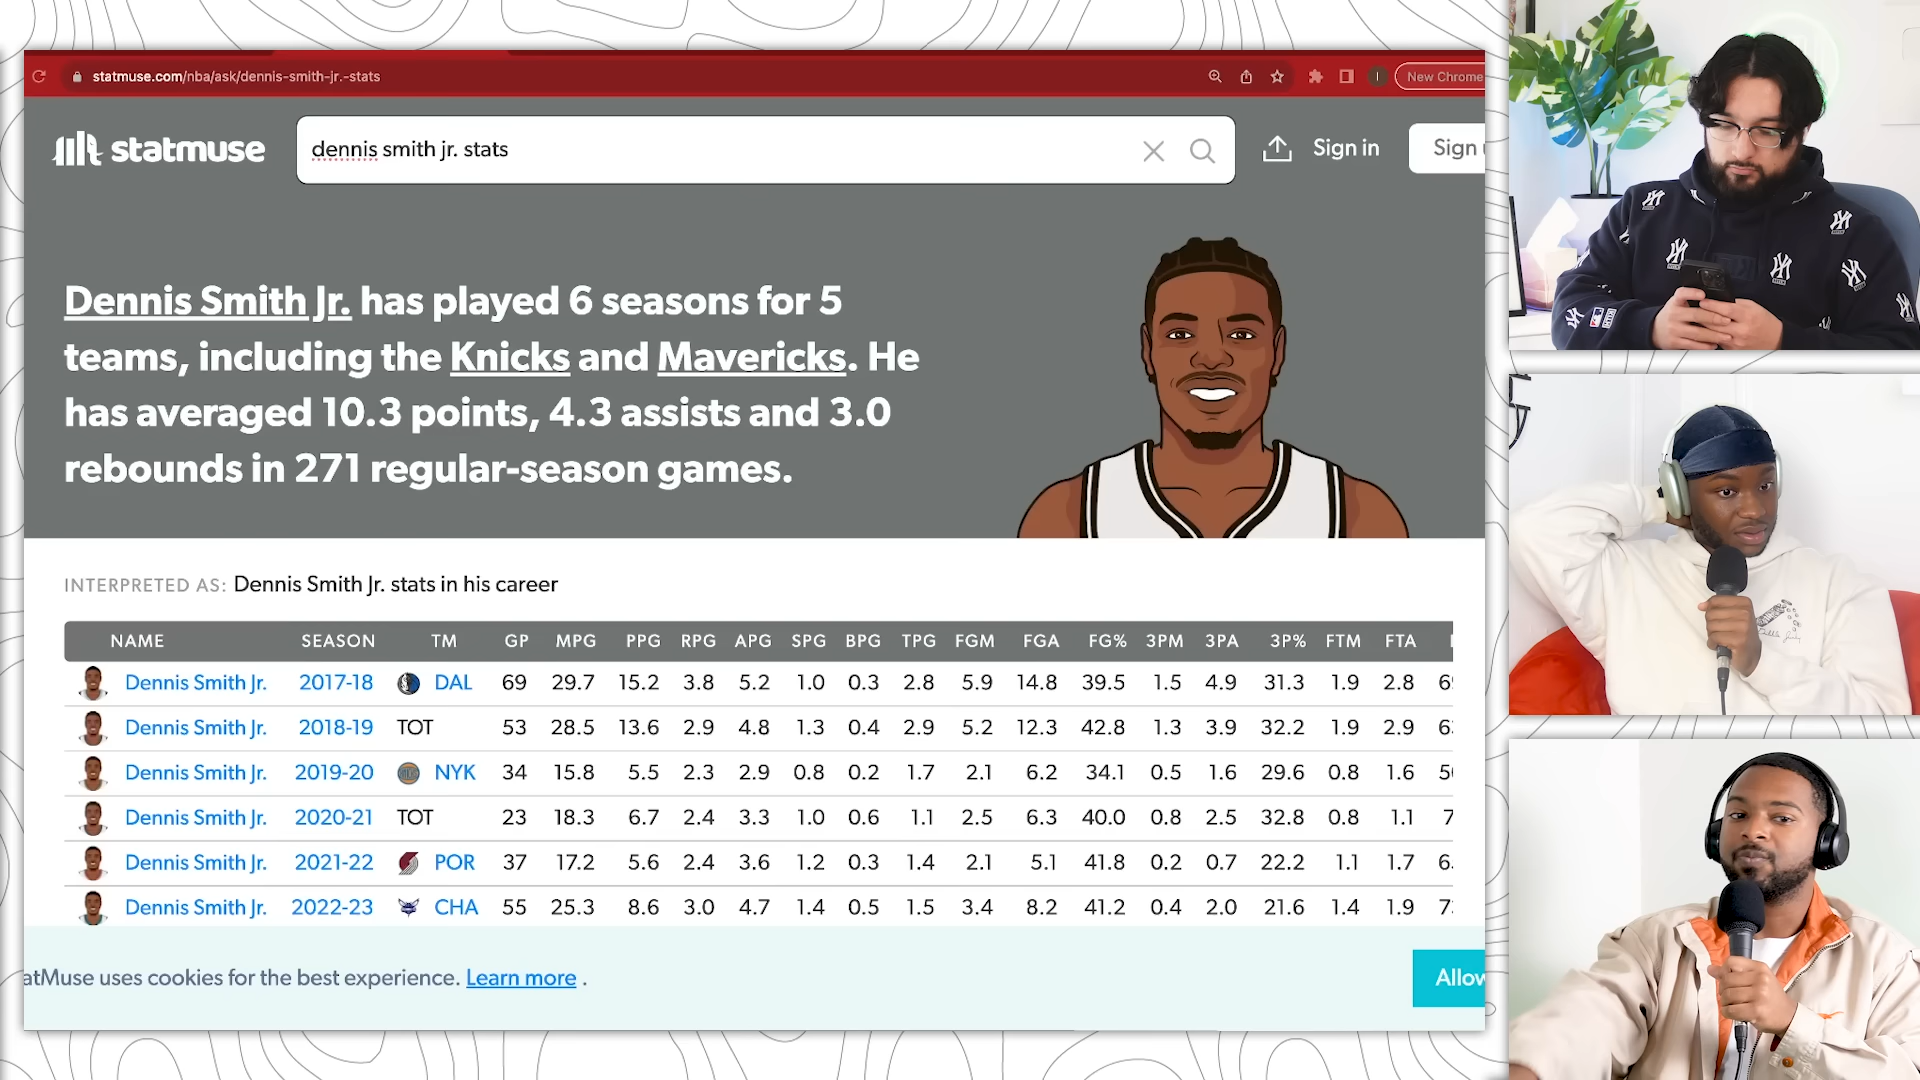 statmuse.com/nba/ask/dennis-smith-jr.-stats
New Chrome
statmuse
dennis smith jr. stats
Sign in
Sign
Dennis Smith Jr. has played 6 seasons for 5
teams, including the Knicks and Mavericks. He
has averaged 10.3 points, 4.3 assists and 3.0
rebounds in 271 regular-season games.
INTERPRETED AS: Dennis Smith Jr. stats in his career
NAME SEASON TM GP MPG PPG RPG APG SPG BPG TPG FGM FGA FG% 3PM 3PA 3P% FTM FTA
Dennis Smith Jr. 2017-18 DAL 69 29.7 15.2 3.8 5.2 1.0 0.3 2.8 5.9 14.8 39.5 1.5 4.9 31.3 1.9 2.8
Dennis Smith Jr. 2018-19 TOT 53 28.5 13.6 2.9 4.8 1.3 0.4 2.9 5.2 12.3 42.8 1.3 3.9 32.2 1.9 2.9
Dennis Smith Jr. 2019-20 NYK 34 15.8 5.5 2.3 2.9 0.8 0.2 1.7 2.1 6.2 34.1 0.5 1.6 29.6 0.8 1.6
Dennis Smith Jr. 2020-21 TOT 23 18.3 6.7 2.4 3.3 1.0 0.6 1.1 2.5 6.3 40.0 0.8 2.5 32.8 0.8 1.1
Dennis Smith Jr. 2021-22 POR 37 17.2 5.6 2.4 3.6 1.2 0.3 1.4 2.1 5.1 41.8 0.2 0.7 22.2 1.1 1.7
Dennis Smith Jr. 2022-23 CHA 55 25.3 8.6 3.0 4.7 1.4 0.5 1.5 3.4 8.2 41.2 0.4 2.0 21.6 1.4 1.9
atMuse uses cookies for the best experience. Learn more .
Allow